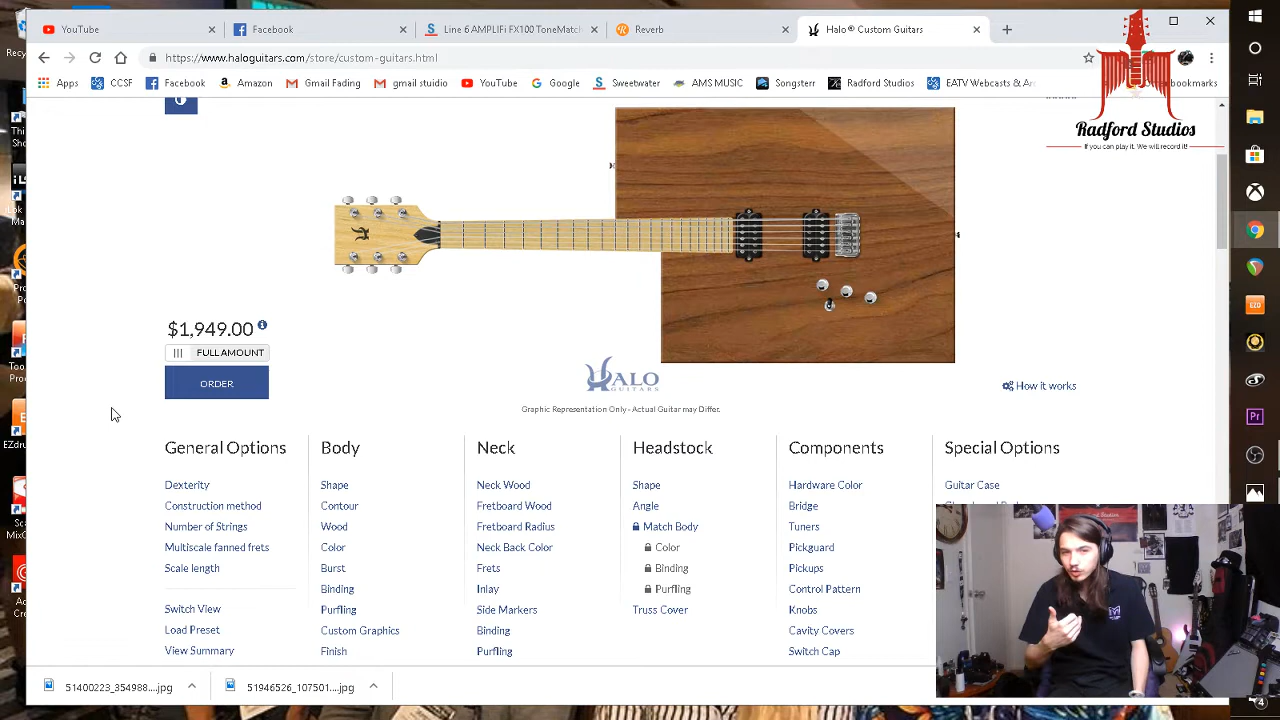 YouTube
Facebook
Line 6 AMPLIFi FX100 ToneMatch
Reverb
Halo® Custom Guitars
https://www.haloguitars.com/store/custom-guitars.html
Apps
CCSF
Facebook
Amazon
Gmail Fading
gmail studio
YouTube
Google
Sweetwater
AMS MUSIC
Songsterr
Radford Studios
EATV Webcasts & Ar
Radford Studios
If you can play it. We will record it!
$1,949.00
FULL AMOUNT
ORDER
HALO
GUITARS
Graphic Representation Only - Actual Guitar may Differ.
How it works
General Options
Dexterity
Construction method
Number of Strings
Multiscale fanned frets
Scale length
Switch View
Load Preset
View Summary
Body
Shape
Contour
Wood
Color
Burst
Binding
Purfling
Custom Graphics
Finish
Neck
Neck Wood
Fretboard Wood
Fretboard Radius
Neck Back Color
Frets
Inlay
Side Markers
Binding
Purfling
Headstock
Shape
Angle
Match Body
Color
Binding
Purfling
Truss Cover
Components
Hardware Color
Bridge
Tuners
Pickguard
Pickups
Control Pattern
Knobs
Cavity Covers
Switch Cap
Special Options
Guitar Case
51400223_354988....jpg
51946526_107501....jpg